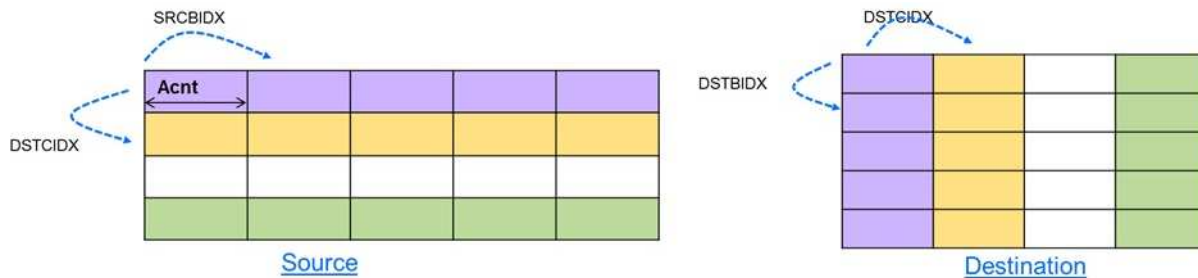 SRCBIDX
Acnt
DSTCIDX
Source
DSTCIDX
DSTBIDX
Destination